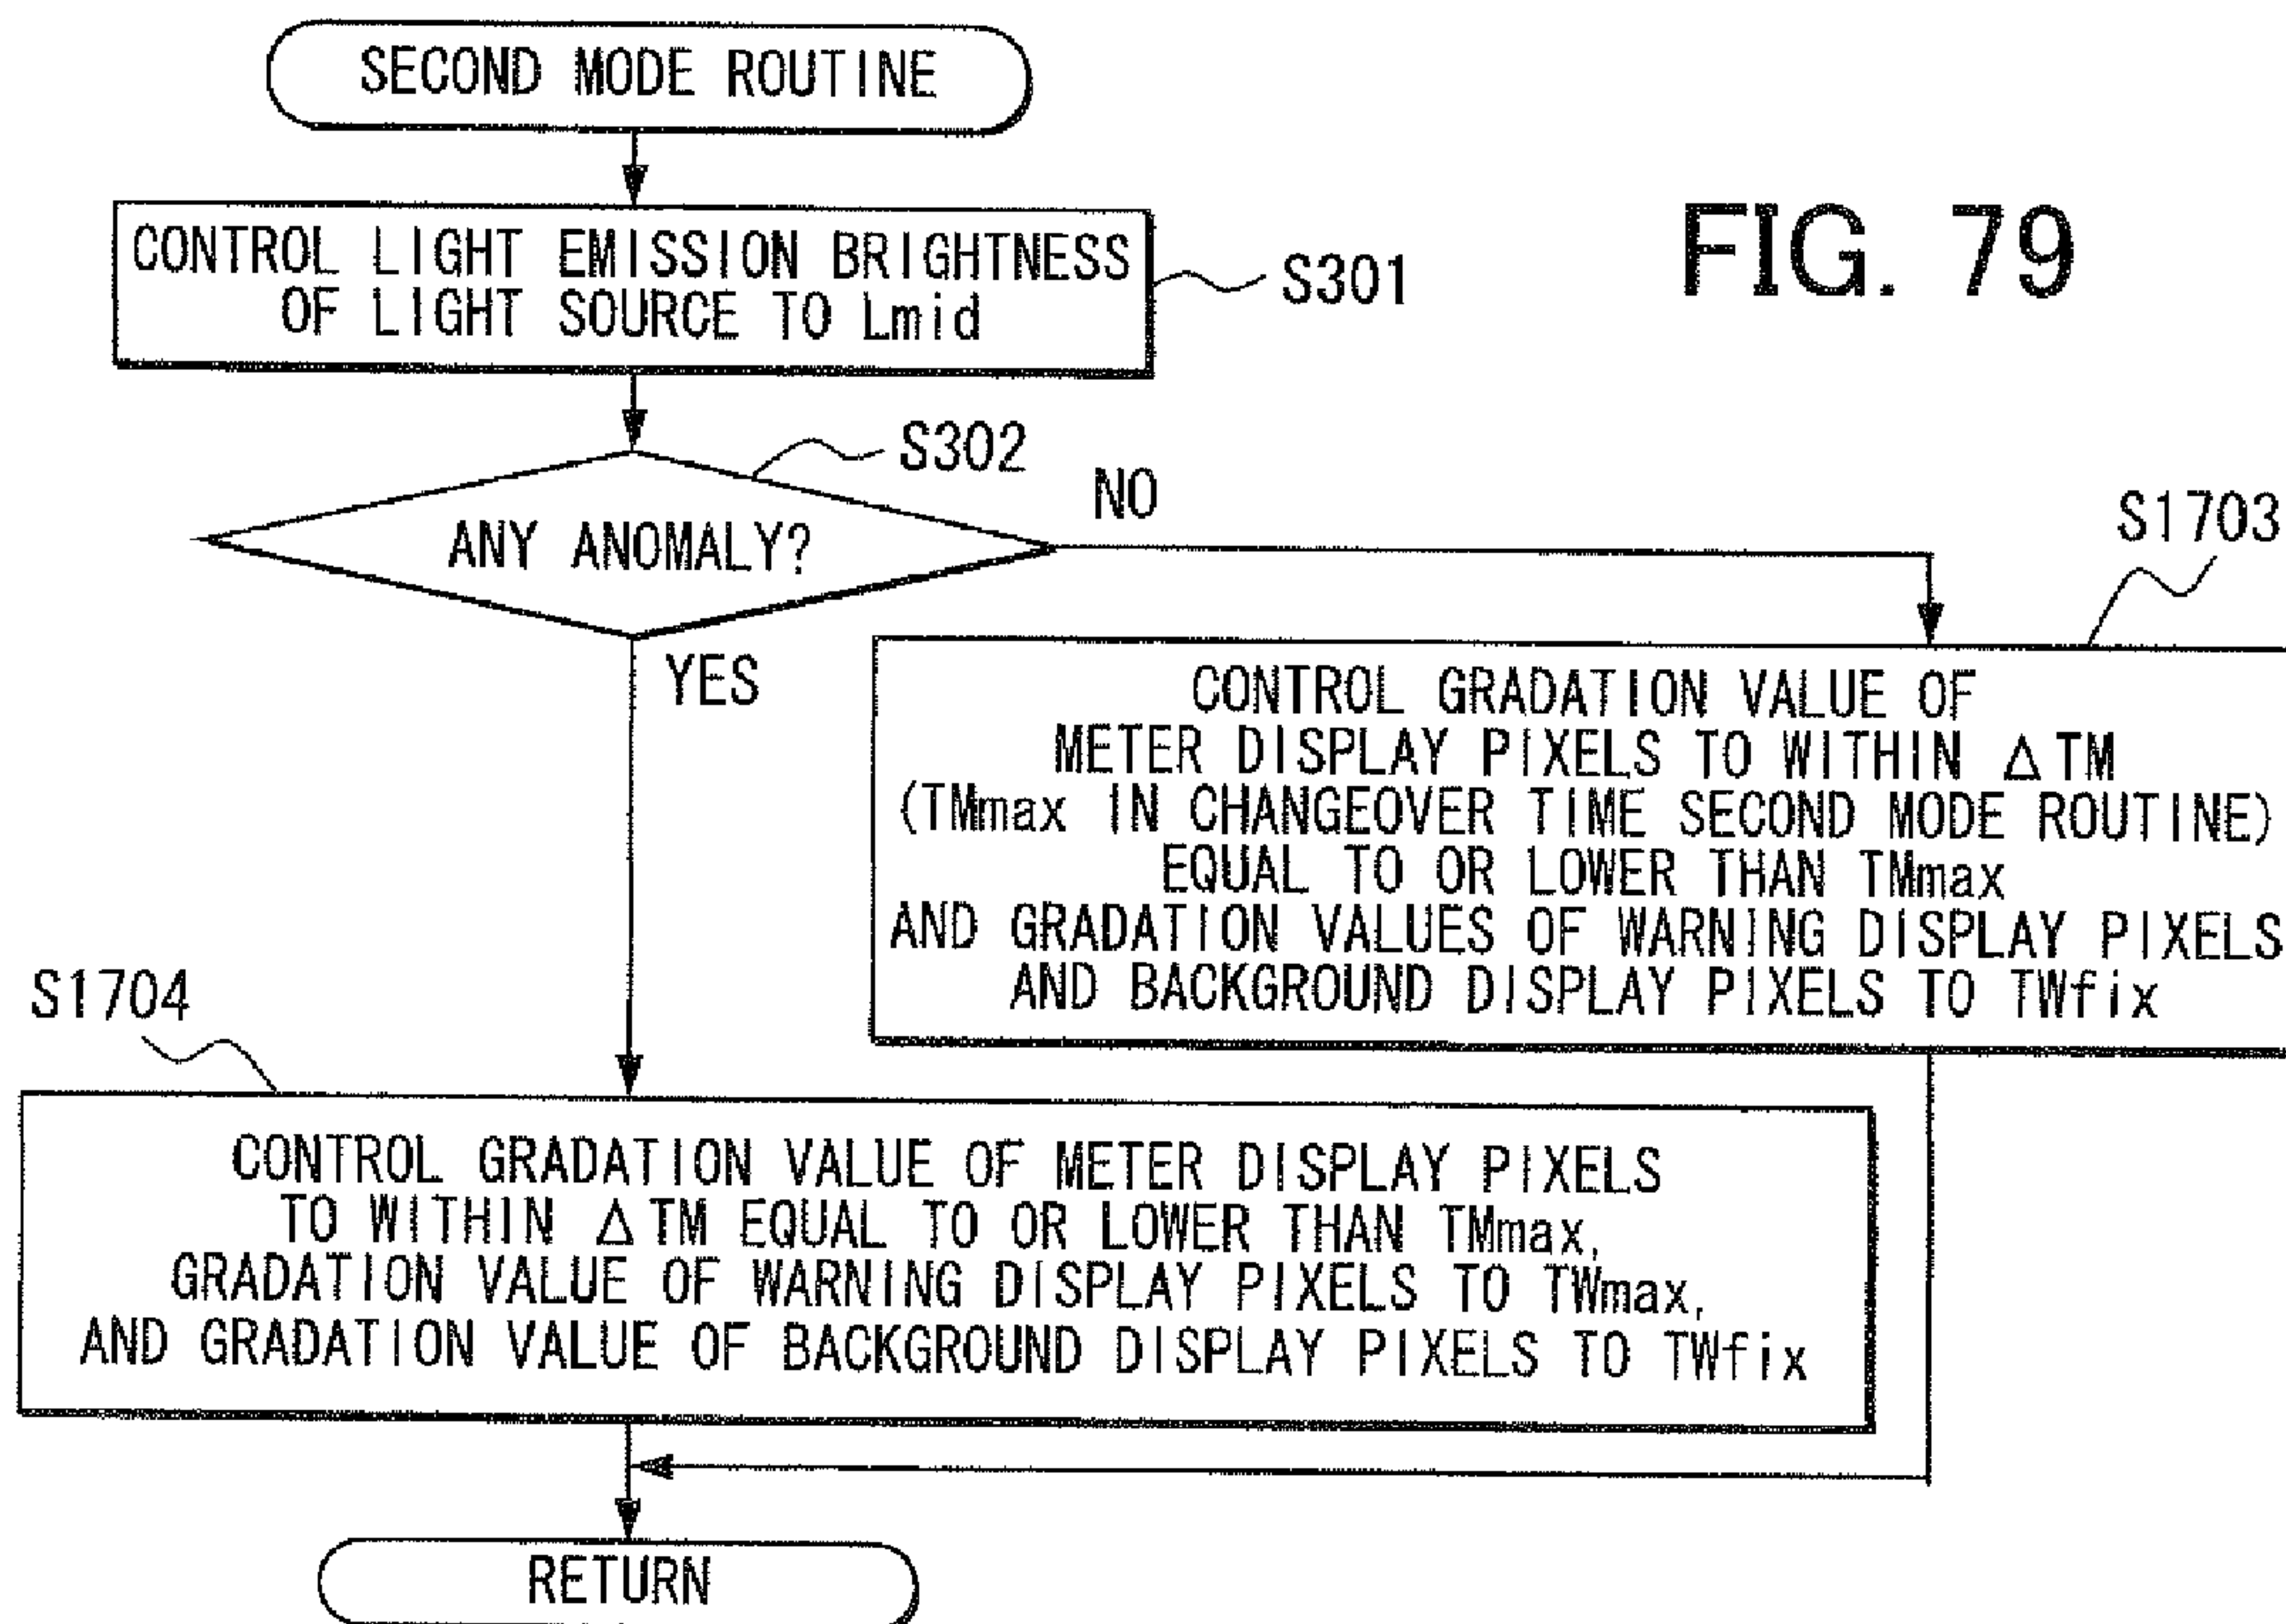 SECOND MODE ROUTINE
FIG. 79
CONTROL LIGHT EMISSION BRIGHTNESS
OF LIGHT SOURCE TO Lmid
S301
S302
ANY ANOMALY?
NO
YES
S1703
CONTROL GRADATION VALUE OF
METER DISPLAY PIXELS TO WITHIN ΔTM
(TMmax IN CHANGEOVER TIME SECOND MODE ROUTINE)
EQUAL TO OR LOWER THAN TMmax
AND GRADATION VALUES OF WARNING DISPLAY PIXELS
AND BACKGROUND DISPLAY PIXELS TO TWfix
S1704
CONTROL GRADATION VALUE OF METER DISPLAY PIXELS
TO WITHIN ΔTM EQUAL TO OR LOWER THAN TMmax,
GRADATION VALUE OF WARNING DISPLAY PIXELS TO TWmax,
AND GRADATION VALUE OF BACKGROUND DISPLAY PIXELS TO TWfix
RETURN